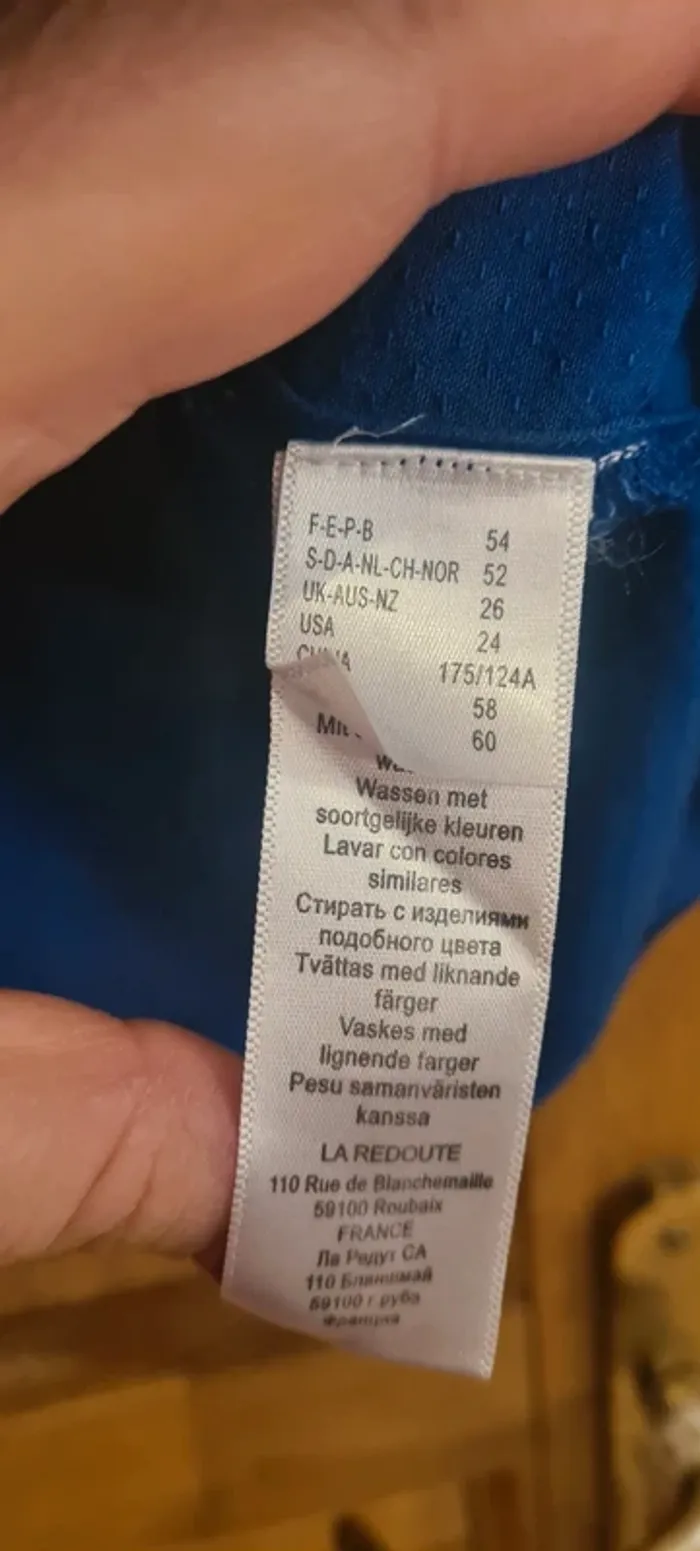 F-E-P-B 54
S-D-A-NL-CH-NOR 52
UK-AUS-NZ 26
USA 24
175/124A
58
60
Wassen met
soortgelijke kleuren
Lavar con colores
similares
Стирать с изделиями
подобного цвета
Tvättas med liknande
färger
Vaskes med
lignende farger
Pesu samanväristen
kanssa
LA REDOUTE
110 Rue de Blanchemaille
59100 Roubaix
FRANCE
Ла Редут СА
110 Бланшмай
59100 г руба
Франция